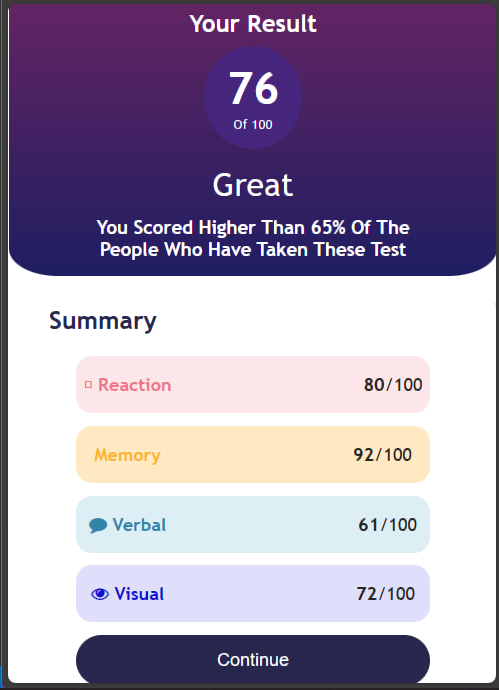 Your Result
76
Of 100
Great
You Scored Higher Than 65% Of The
People Who Have Taken These Test
Summary
Reaction 80/100
Memory 92/100
Verbal 61/100
Visual 72/100
Continue